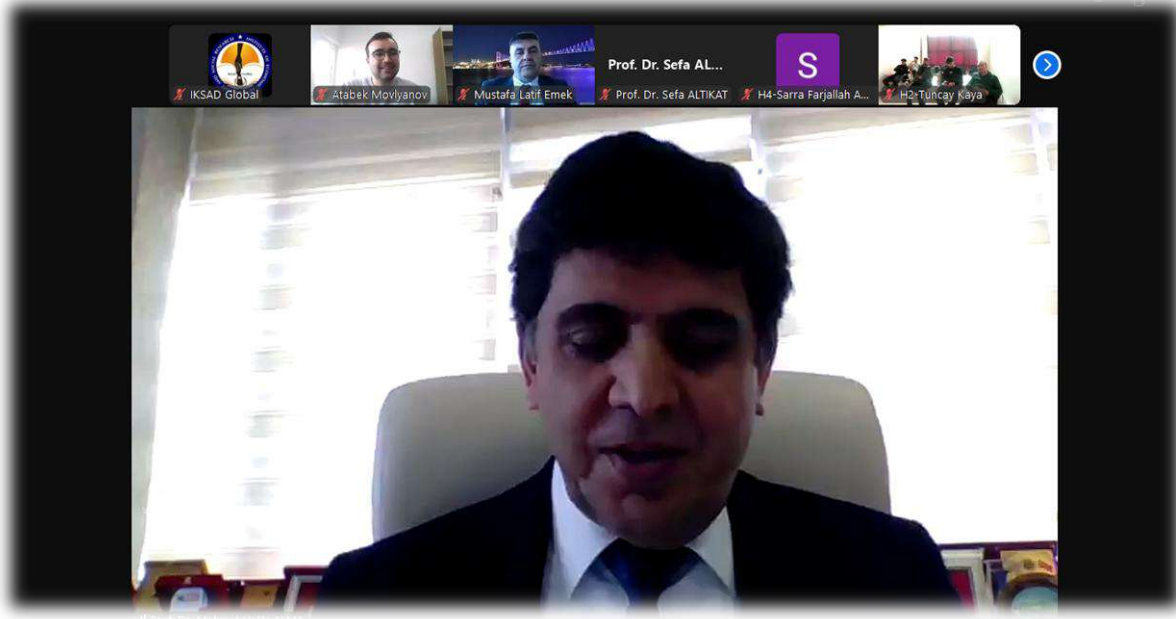 Prof. Dr. Sefa AL...
S
IKSAD Global
Atabek Movlyanov
Mustafa Latif Emek
Prof. Dr. Sefa ALTIKAT
H4-Sarra Farjallah A...
H2-Tuncay Kaya